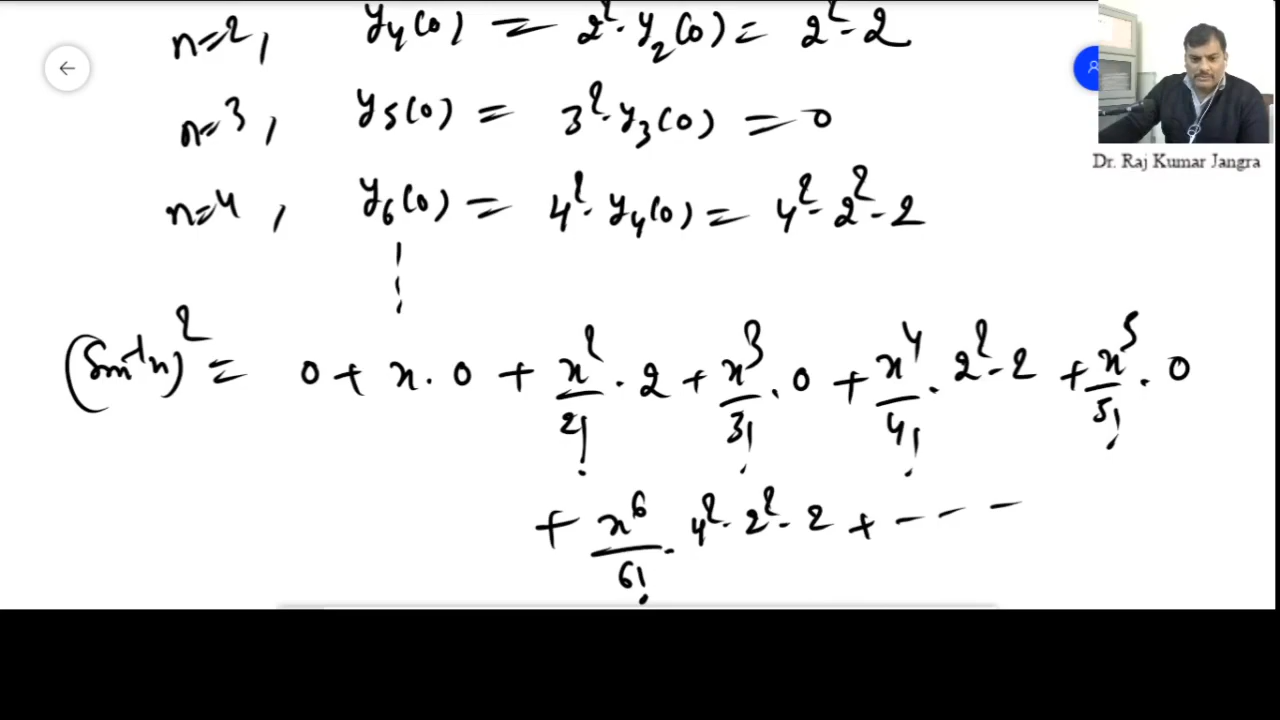 n=2, y₄(0) = 2²·y₂(0) = 2²·2
n=3, y₅(0) = 3²·y₃(0) = 0
n=4, y₆(0) = 4²·y₄(0) = 4²·2²·2
Dr. Raj Kumar Jangra
(Sin⁻¹x)² = 0 + x·0 + x²/2!·2 + x³/3!·0 + x⁴/4!·2²·2 + x⁵/5!·0
+ x⁶/6!·4²·2²·2 + - - -